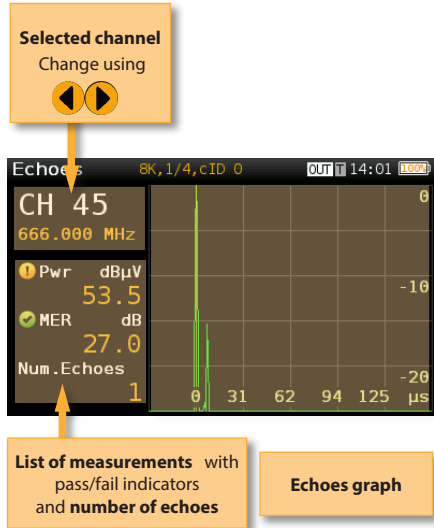 Selected channel
Change using
Echoes 8K,1/4,cID 0 OUT T 14:01 100%
CH 45
666.000 MHz
Pwr dBµV
53.5
MER dB
27.0
Num.Echoes
1
0
-10
-20
0 31 62 94 125 µs
List of measurements with
pass/fail indicators
and number of echoes
Echoes graph